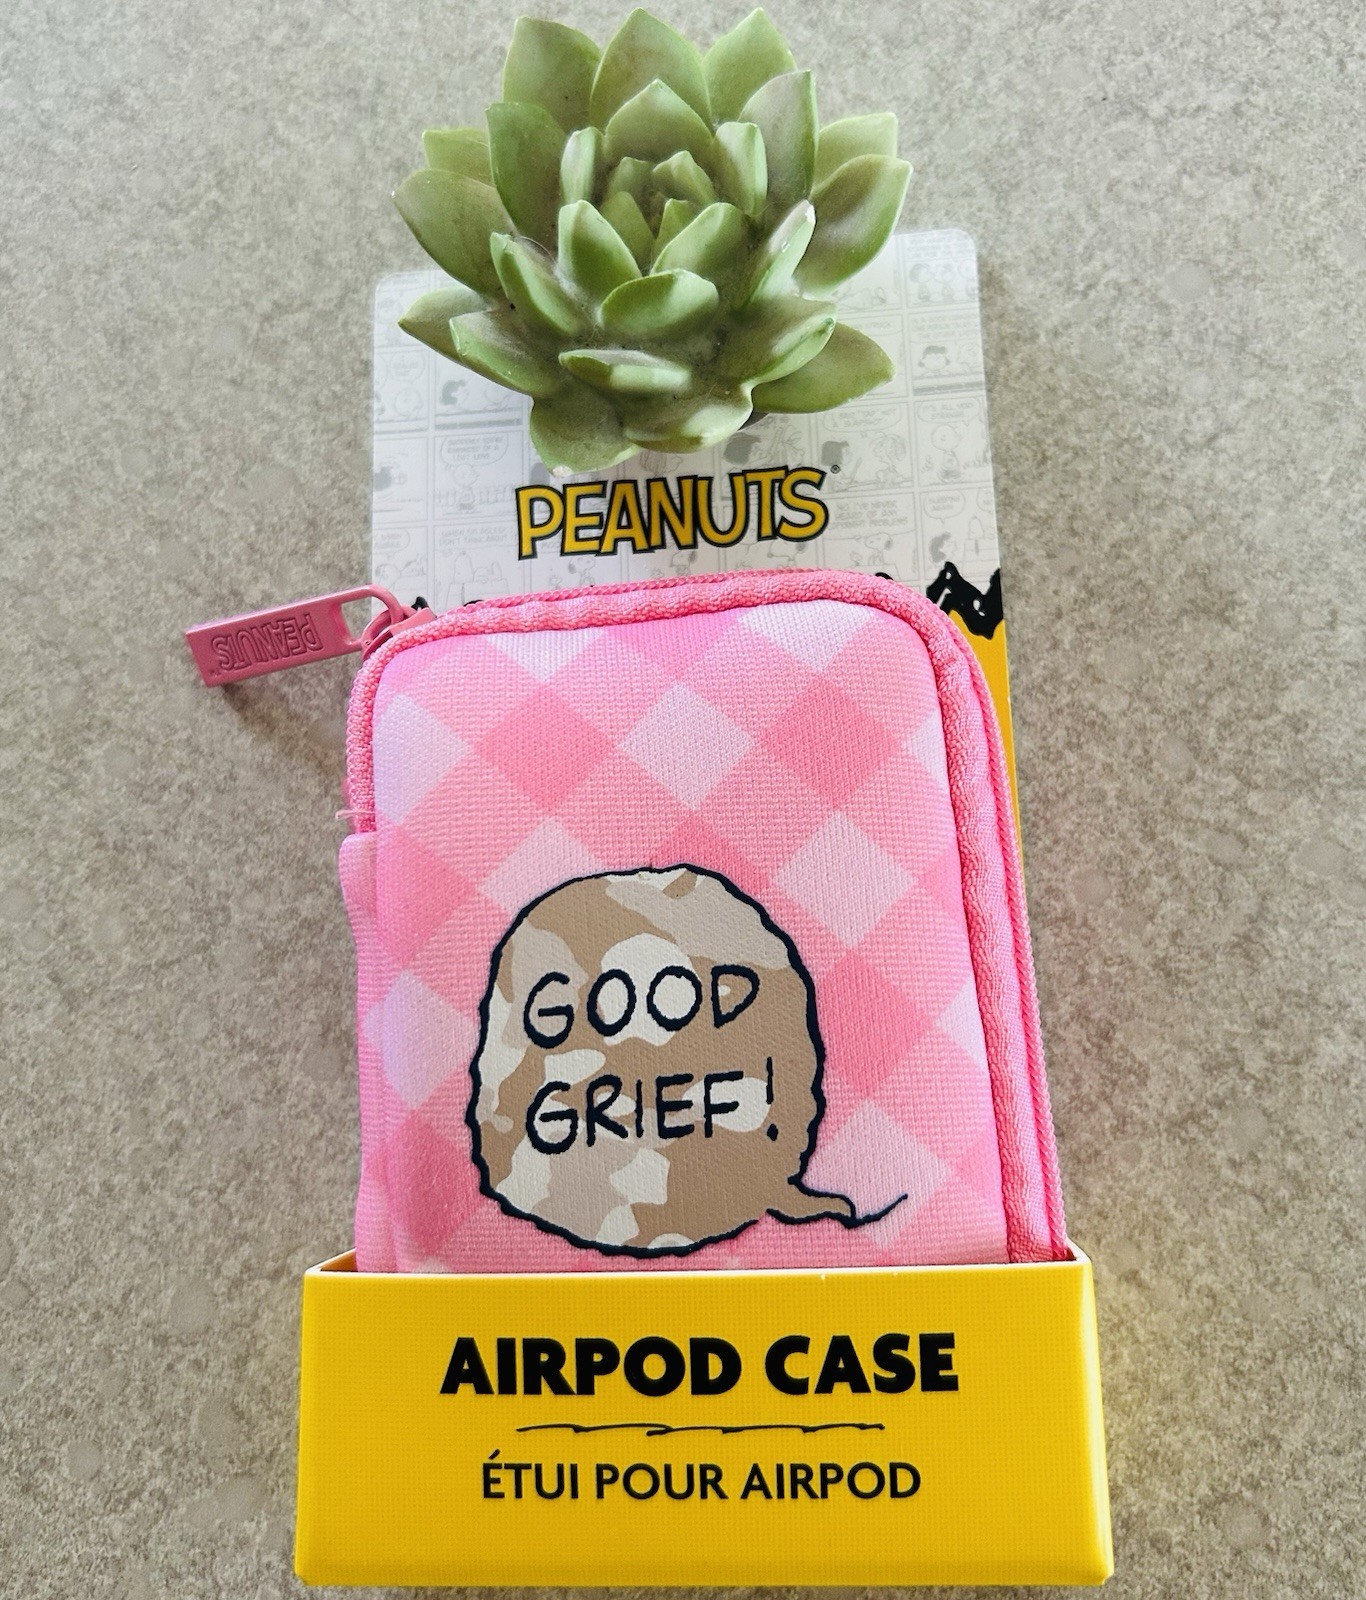 PEANUTS®
PEANUTS
GOOD
GRIEF!
AIRPOD CASE
ÉTUI POUR AIRPOD